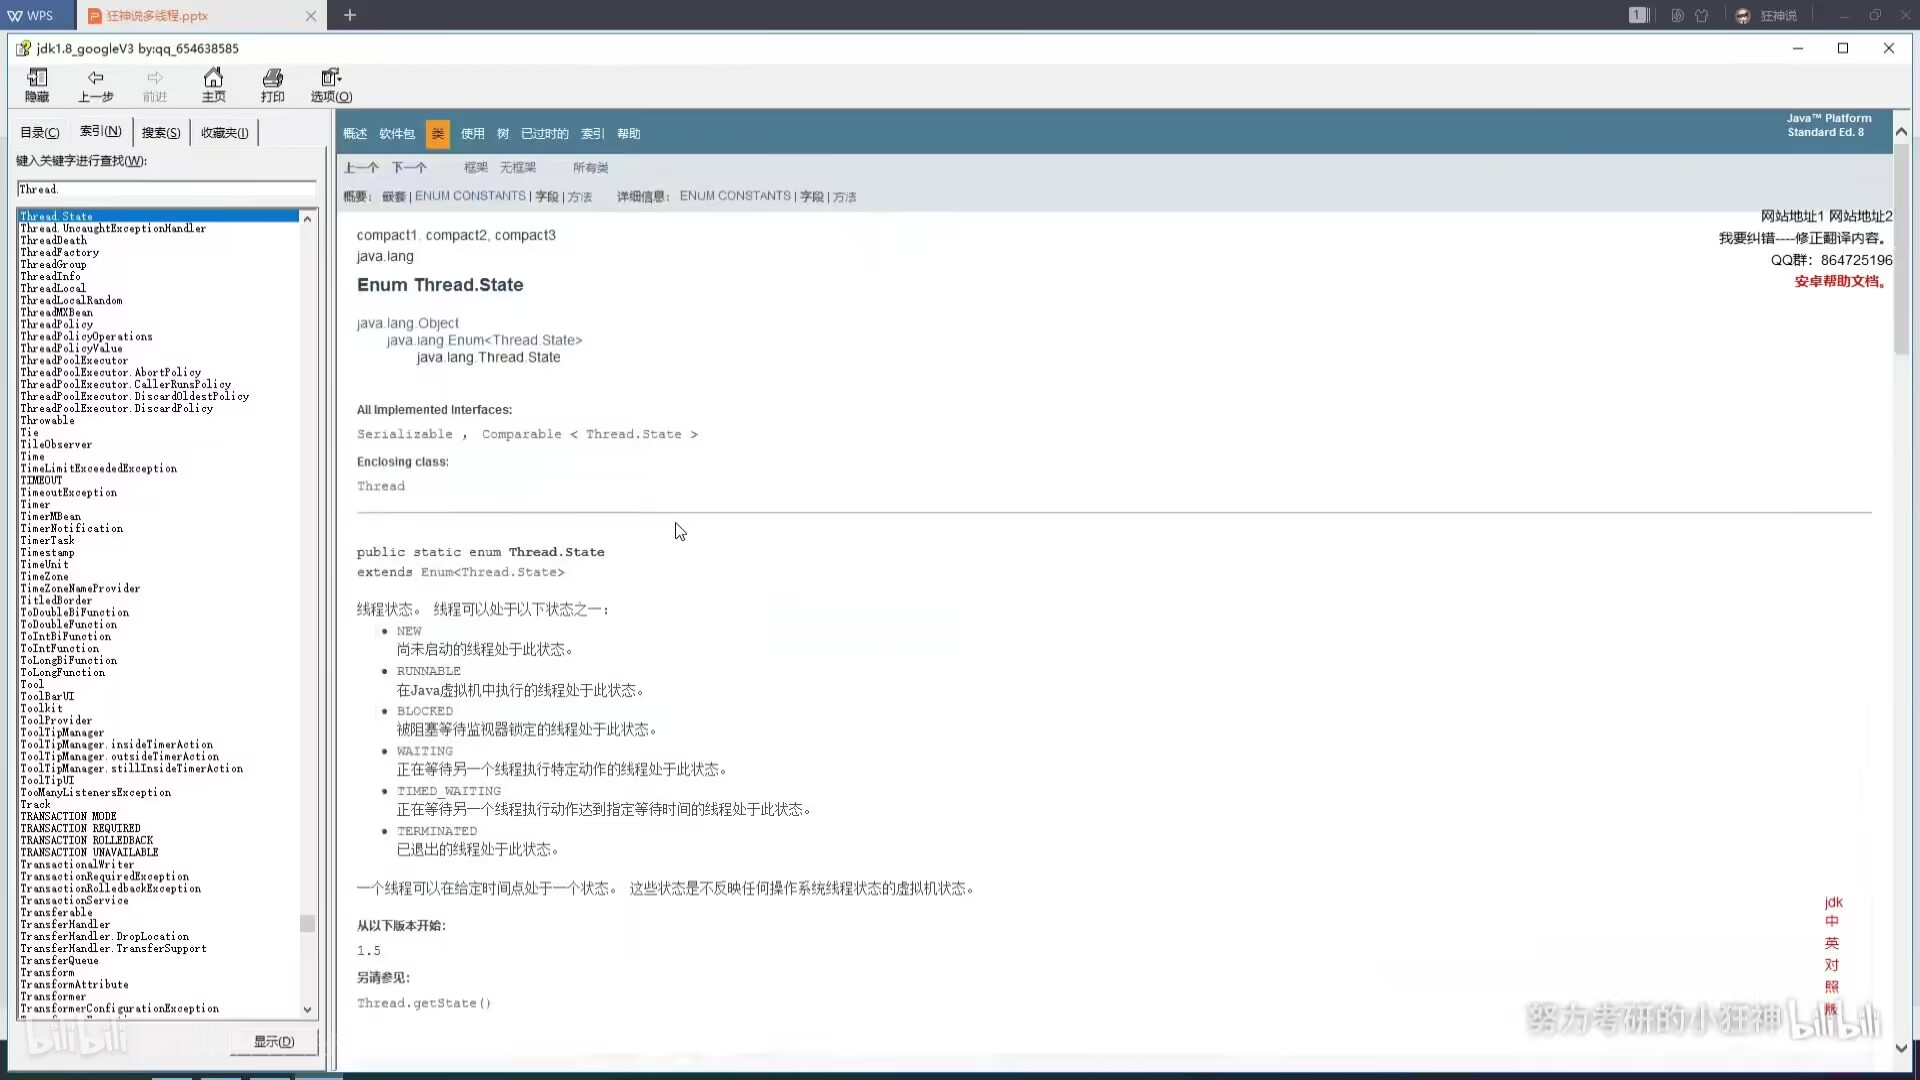 WPS
狂神说多线程.pptx
1
狂神说
jdk1.8_googleV3 by:qq_654638585
隐藏 上一步 前进 主页 打印 选项(O)
目录(C) 索引(N) 搜索(S) 收藏夹(I)
键入关键字进行查找(W):
Thread.
Thread.State
Thread.UncaughtExceptionHandler
ThreadDeath
ThreadFactory
ThreadGroup
ThreadInfo
ThreadLocal
ThreadLocalRandom
ThreadMXBean
ThreadPolicy
ThreadPolicyOperations
ThreadPolicyValue
ThreadPoolExecutor
ThreadPoolExecutor.AbortPolicy
ThreadPoolExecutor.CallerRunsPolicy
ThreadPoolExecutor.DiscardOldestPolicy
ThreadPoolExecutor.DiscardPolicy
Throwable
Tie
TileObserver
Time
TimeLimitExceededException
TIMEOUT
TimeoutException
Timer
TimerMBean
TimerNotification
TimerTask
Timestamp
TimeUnit
TimeZone
TimeZoneNameProvider
TitledBorder
ToDoubleBiFunction
ToDoubleFunction
ToIntBiFunction
ToIntFunction
ToLongBiFunction
ToLongFunction
Tool
ToolBarUI
Toolkit
ToolProvider
ToolTipManager
ToolTipManager.insideTimerAction
ToolTipManager.outsideTimerAction
ToolTipManager.stillInsideTimerAction
ToolTipUI
TooManyListenersException
Track
TRANSACTION MODE
TRANSACTION REQUIRED
TRANSACTION ROLLEDBACK
TRANSACTION UNAVAILABLE
TransactionalWriter
TransactionRequiredException
TransactionRolledbackException
TransactionService
Transferable
TransferHandler
TransferHandler.DropLocation
TransferHandler.TransferSupport
TransferQueue
Transform
TransformAttribute
Transformer
TransformerConfigurationException
显示(D)
bilibili
概述 软件包 类 使用 树 已过时的 索引 帮助
Java™ Platform
Standard Ed. 8
上一个 下一个 框架 无框架 所有类
概要: 嵌套 | ENUM CONSTANTS | 字段 | 方法 详细信息: ENUM CONSTANTS | 字段 | 方法
网站地址1 网站地址2
我要纠错----修正翻译内容。
QQ群：864725196
安卓帮助文档。
compact1, compact2, compact3
java.lang
Enum Thread.State
java.lang.Object
java.lang.Enum<Thread.State>
java.lang.Thread.State
All Implemented Interfaces:
Serializable , Comparable < Thread.State >
Enclosing class:
Thread
public static enum Thread.State
extends Enum<Thread.State>
线程状态。 线程可以处于以下状态之一：
• NEW
尚未启动的线程处于此状态。
• RUNNABLE
在Java虚拟机中执行的线程处于此状态。
• BLOCKED
被阻塞等待监视器锁定的线程处于此状态。
• WAITING
正在等待另一个线程执行特定动作的线程处于此状态。
• TIMED_WAITING
正在等待另一个线程执行动作达到指定等待时间的线程处于此状态。
• TERMINATED
已退出的线程处于此状态。
一个线程可以在给定时间点处于一个状态。 这些状态是不反映任何操作系统线程状态的虚拟机状态。
从以下版本开始:
1.5
另请参见:
Thread.getState()
jdk
中
英
对
照
版
努力考研的小狂神 bilibili